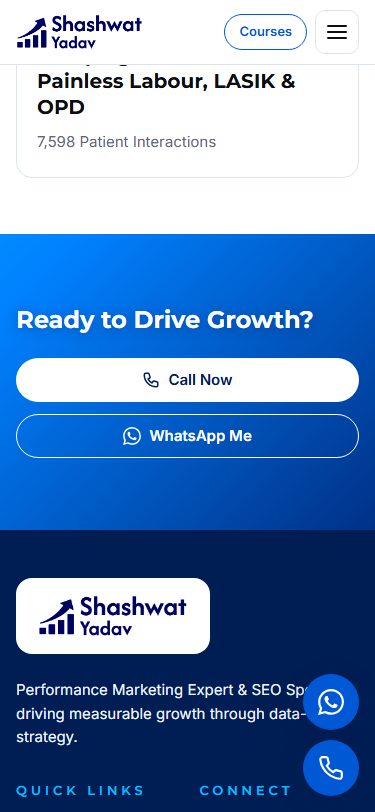 Shashwat
Yadav
Courses
Painless Labour, LASIK &
OPD
7,598 Patient Interactions
Ready to Drive Growth?
Call Now
WhatsApp Me
Shashwat
Yadav
Performance Marketing Expert & SEO
driving measurable growth through data-
strategy.
QUICK LINKS
CONNECT